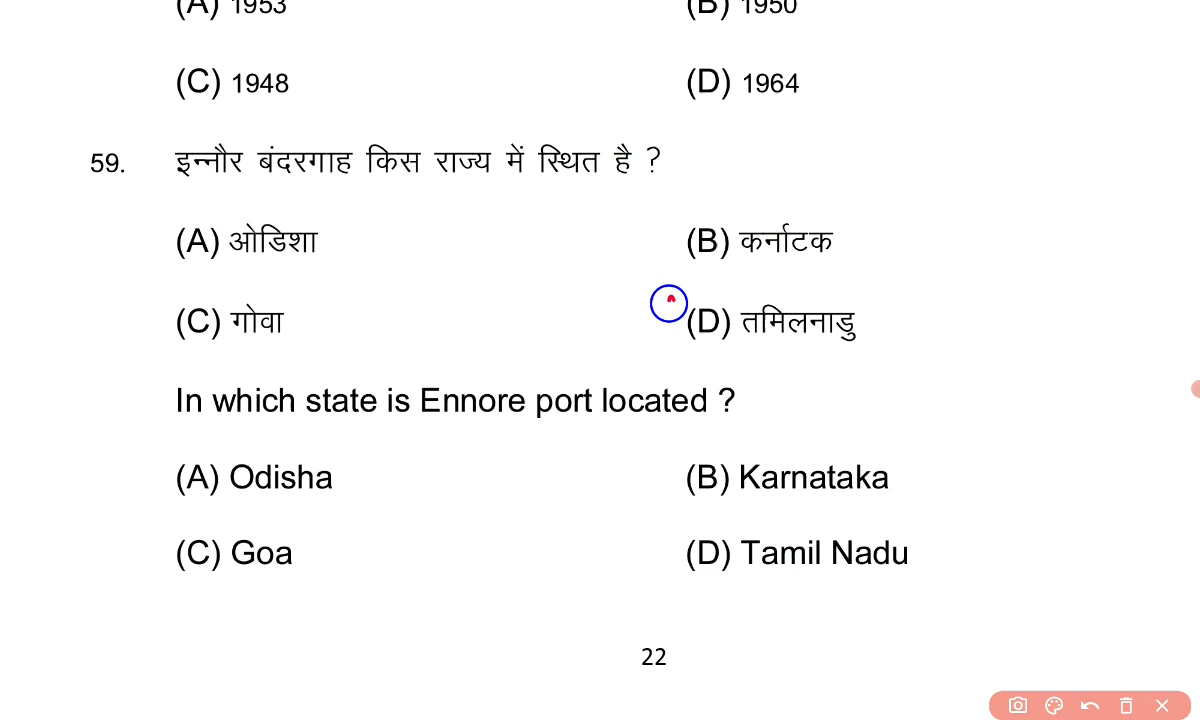 (A) 1953 (B) 1950
(C) 1948 (D) 1964
59. इन्नौर बंदरगाह किस राज्य में स्थित है ?
(A) ओडिशा (B) कर्नाटक
(C) गोवा (D) तमिलनाडु
In which state is Ennore port located ?
(A) Odisha (B) Karnataka
(C) Goa (D) Tamil Nadu
22